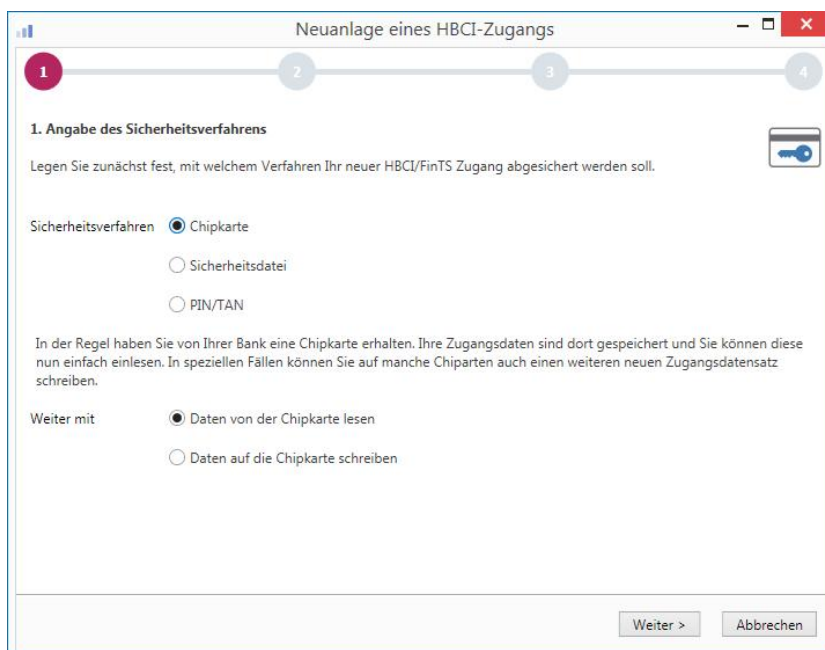 Neuanlage eines HBCI-Zugangs
1 2 3 4
1. Angabe des Sicherheitsverfahrens
Legen Sie zunächst fest, mit welchem Verfahren Ihr neuer HBCI/FinTS Zugang abgesichert werden soll.
Sicherheitsverfahren Chipkarte
Sicherheitsdatei
PIN/TAN
In der Regel haben Sie von Ihrer Bank eine Chipkarte erhalten. Ihre Zugangsdaten sind dort gespeichert und Sie können diese
nun einfach einlesen. In speziellen Fällen können Sie auf manche Chiparten auch einen weiteren neuen Zugangsdatensatz
schreiben.
Weiter mit Daten von der Chipkarte lesen
Daten auf die Chipkarte schreiben
Weiter > Abbrechen